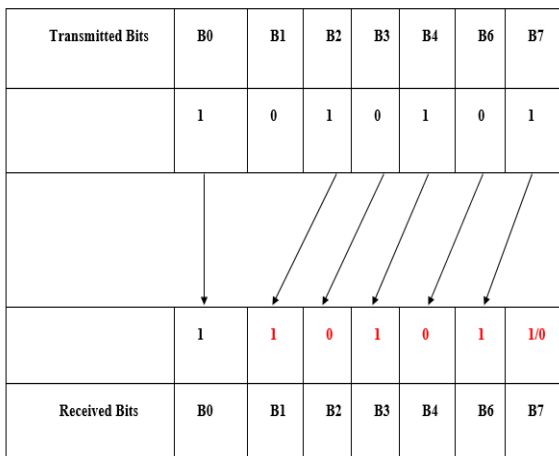 Transmitted Bits B0 B1 B2 B3 B4 B6 B7
1 0 1 0 1 0 1
1 1 0 1 0 1 1/0
Received Bits B0 B1 B2 B3 B4 B6 B7